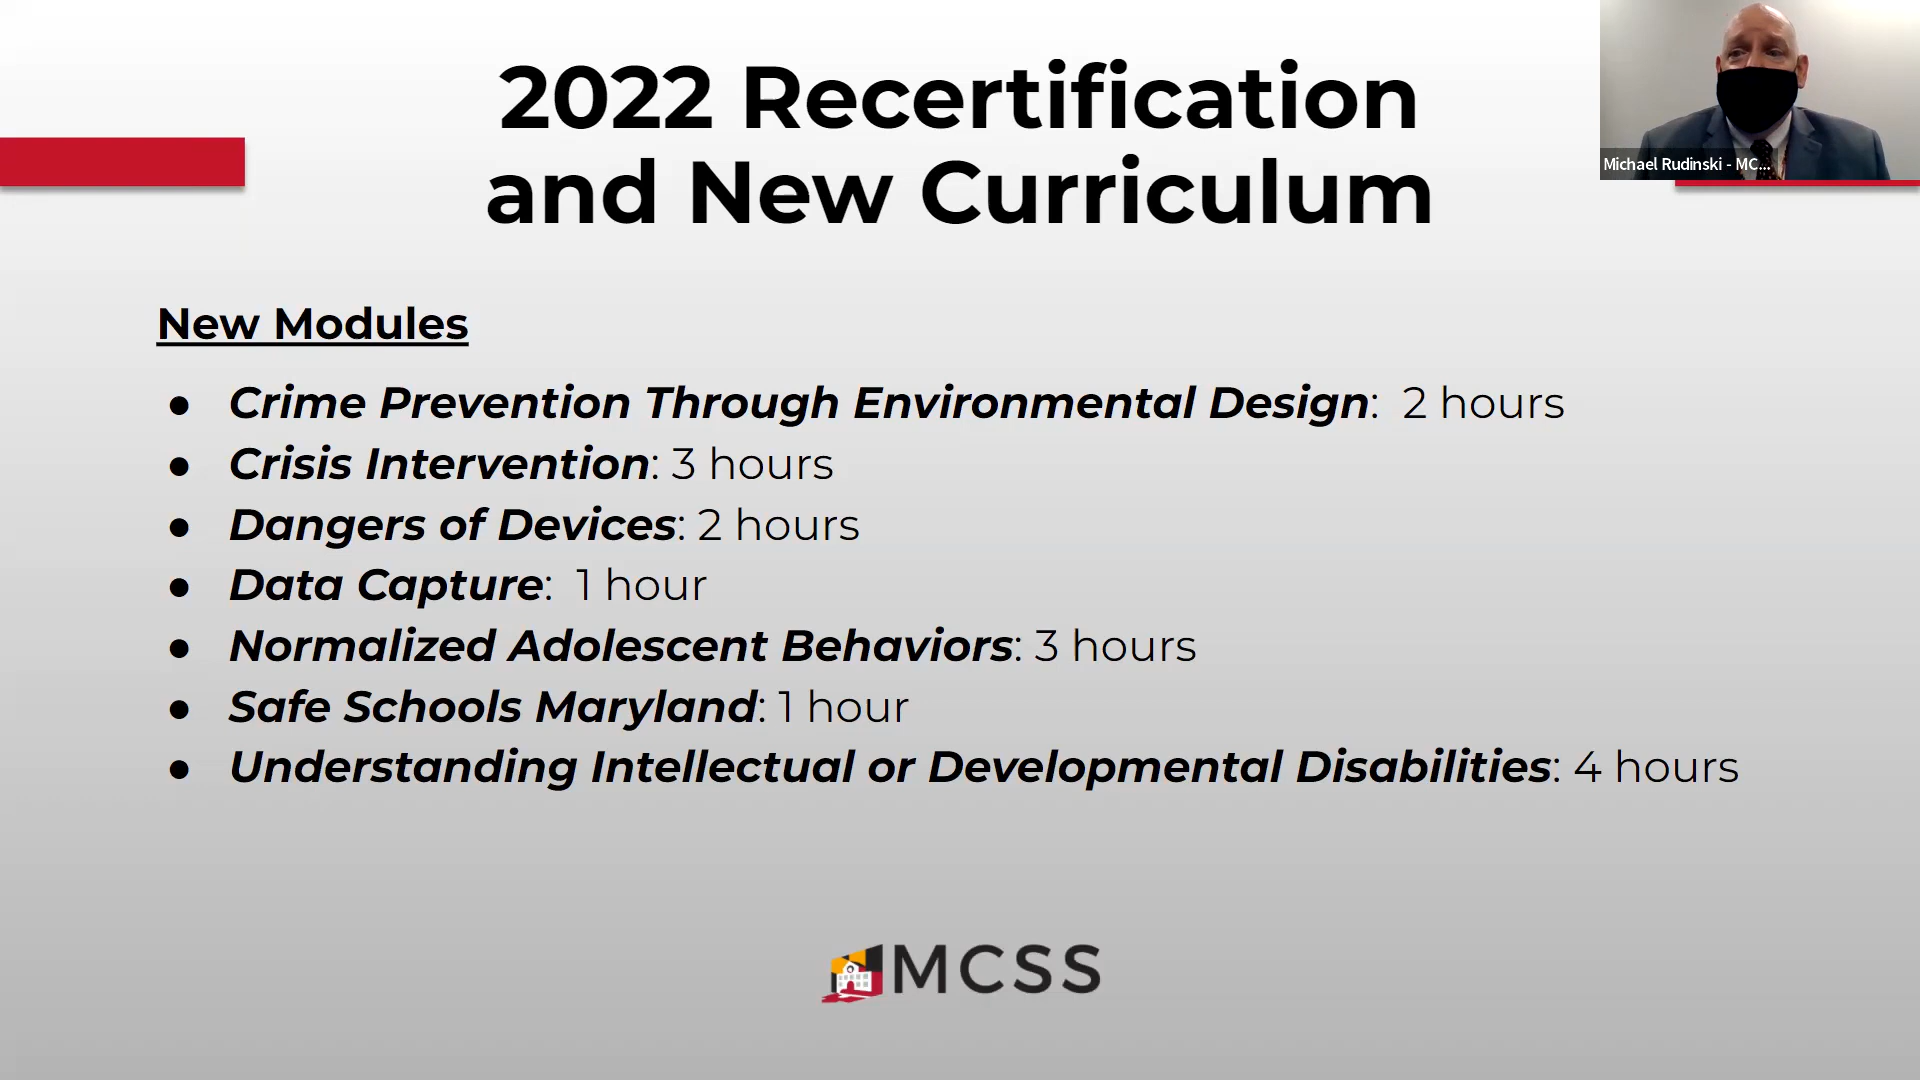 2022 Recertification
and New Curriculum
Michael Rudinski - MC...
New Modules
● Crime Prevention Through Environmental Design:  2 hours
● Crisis Intervention: 3 hours
● Dangers of Devices: 2 hours
● Data Capture:  1 hour
● Normalized Adolescent Behaviors: 3 hours
● Safe Schools Maryland: 1 hour
● Understanding Intellectual or Developmental Disabilities: 4 hours
MCSS